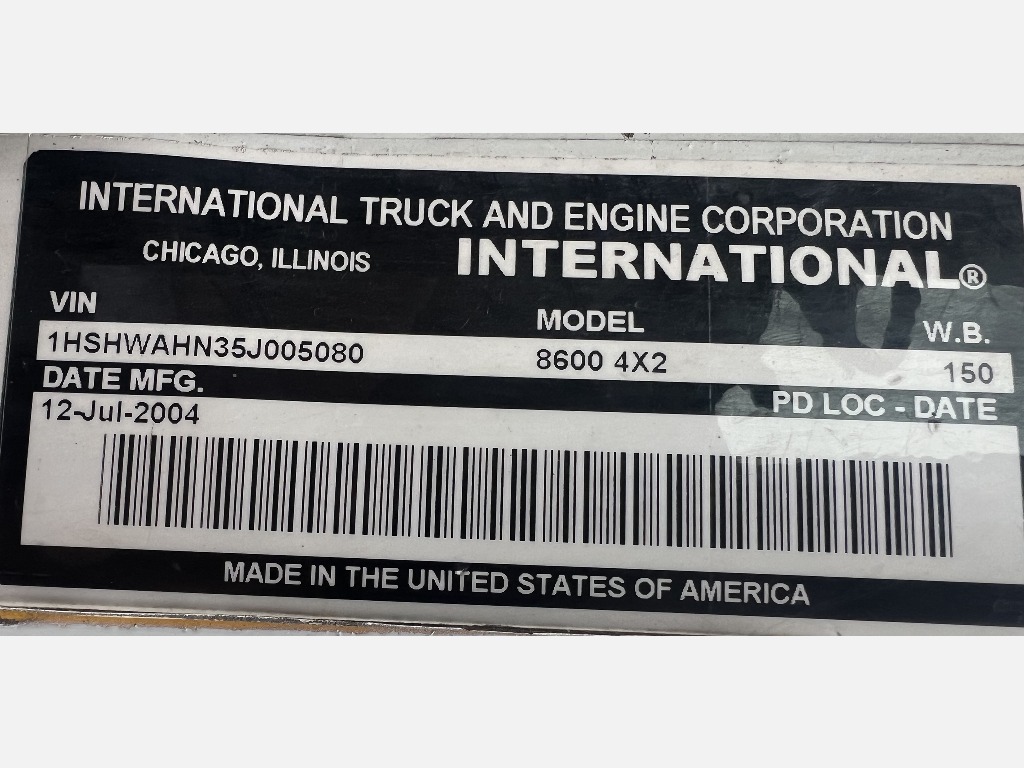 INTERNATIONAL TRUCK AND ENGINE CORPORATION
CHICAGO, ILLINOIS INTERNATIONAL®
VIN MODEL W.B.
1HSHWAHN35J005080 8600 4X2 150
DATE MFG. PD LOC - DATE
12-Jul-2004
MADE IN THE UNITED STATES OF AMERICA